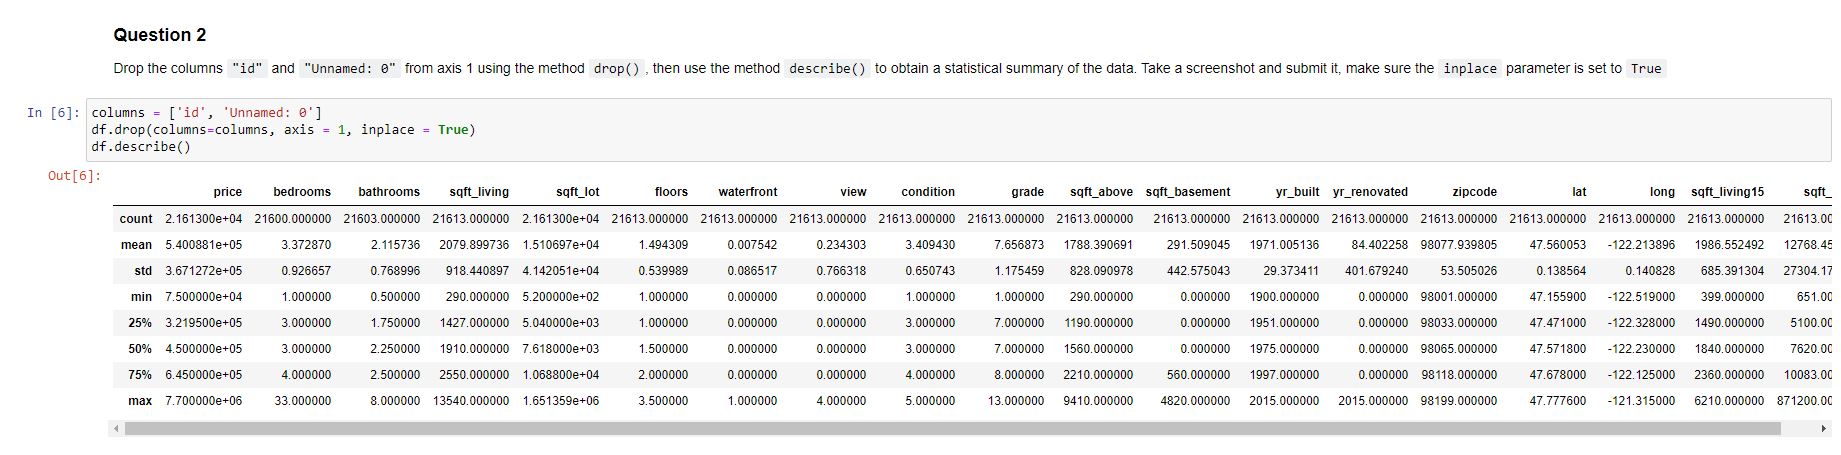 Question 2
Drop the columns "id" and "Unnamed: 0" from axis 1 using the method drop() , then use the method describe() to obtain a statistical summary of the data. Take a screenshot and submit it, make sure the inplace parameter is set to True
In [6]: columns = ['id', 'Unnamed: 0']
df.drop(columns=columns, axis = 1, inplace = True)
df.describe()
Out[6]:
price bedrooms bathrooms sqft_living sqft_lot floors waterfront view condition grade sqft_above sqft_basement yr_built yr_renovated zipcode lat long sqft_living15 sqft_
count 2.161300e+04 21600.000000 21603.000000 21613.000000 2.161300e+04 21613.000000 21613.000000 21613.000000 21613.000000 21613.000000 21613.000000 21613.000000 21613.000000 21613.000000 21613.000000 21613.000000 21613.000000 21613.000000 21613.00
mean 5.400881e+05 3.372870 2.115736 2079.899736 1.510697e+04 1.494309 0.007542 0.234303 3.409430 7.656873 1788.390691 291.509045 1971.005136 84.402258 98077.939805 47.560053 -122.213896 1986.552492 12768.45
std 3.671272e+05 0.926657 0.768996 918.440897 4.142051e+04 0.539989 0.086517 0.766318 0.650743 1.175459 828.090978 442.575043 29.373411 401.679240 53.505026 0.138564 0.140828 685.391304 27304.17
min 7.500000e+04 1.000000 0.500000 290.000000 5.200000e+02 1.000000 0.000000 0.000000 1.000000 1.000000 290.000000 0.000000 1900.000000 0.000000 98001.000000 47.155900 -122.519000 399.000000 651.00
25% 3.219500e+05 3.000000 1.750000 1427.000000 5.040000e+03 1.000000 0.000000 0.000000 3.000000 7.000000 1190.000000 0.000000 1951.000000 0.000000 98033.000000 47.471000 -122.328000 1490.000000 5100.00
50% 4.500000e+05 3.000000 2.250000 1910.000000 7.618000e+03 1.500000 0.000000 0.000000 3.000000 7.000000 1560.000000 0.000000 1975.000000 0.000000 98065.000000 47.571800 -122.230000 1840.000000 7620.00
75% 6.450000e+05 4.000000 2.500000 2550.000000 1.068800e+04 2.000000 0.000000 0.000000 4.000000 8.000000 2210.000000 560.000000 1997.000000 0.000000 98118.000000 47.678000 -122.125000 2360.000000 10083.00
max 7.700000e+06 33.000000 8.000000 13540.000000 1.651359e+06 3.500000 1.000000 4.000000 5.000000 13.000000 9410.000000 4820.000000 2015.000000 2015.000000 98199.000000 47.777600 -121.315000 6210.000000 871200.00